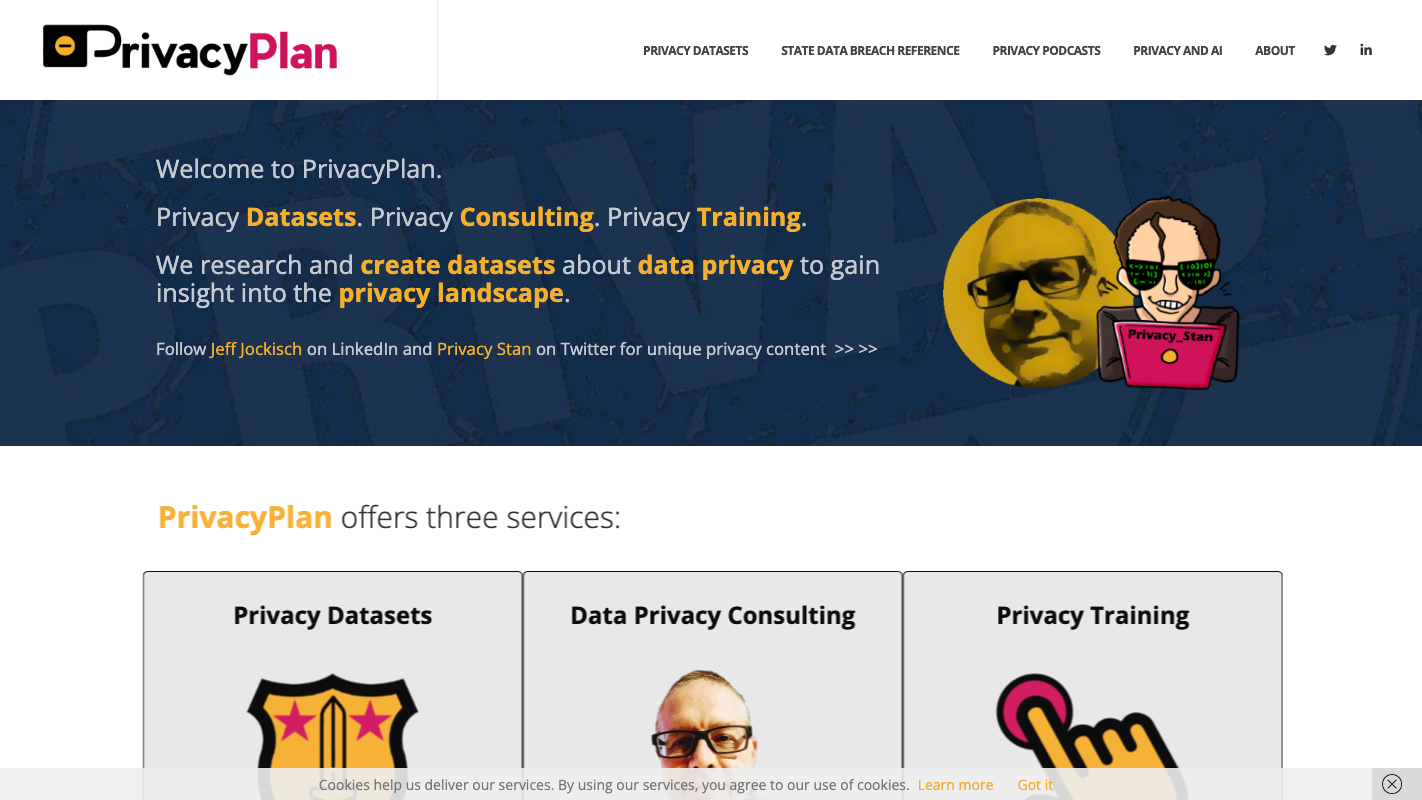 PrivacyPlan
PRIVACY DATASETS
STATE DATA BREACH REFERENCE
PRIVACY PODCASTS
PRIVACY AND AI
ABOUT
Welcome to PrivacyPlan.
Privacy Datasets. Privacy Consulting. Privacy Training.
We research and create datasets about data privacy to gain
insight into the privacy landscape.
Follow Jeff Jockisch on LinkedIn and Privacy Stan on Twitter for unique privacy content >> >>
Privacy_Stan
PrivacyPlan offers three services:
Privacy Datasets
Data Privacy Consulting
Privacy Training
Cookies help us deliver our services. By using our services, you agree to our use of cookies. Learn more Got it